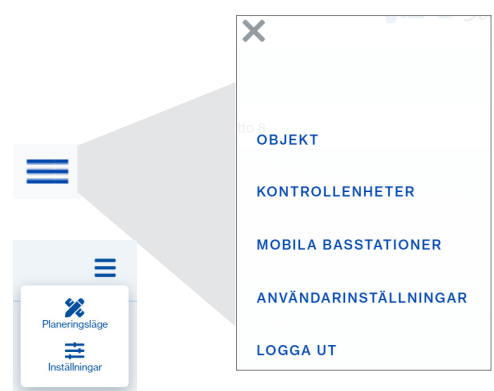 OBJEKT
KONTROLLENHETER
MOBILA BASSTATIONER
ANVÄNDARINSTÄLLNINGAR
LOGGA UT
Planeringsläge
Inställningar